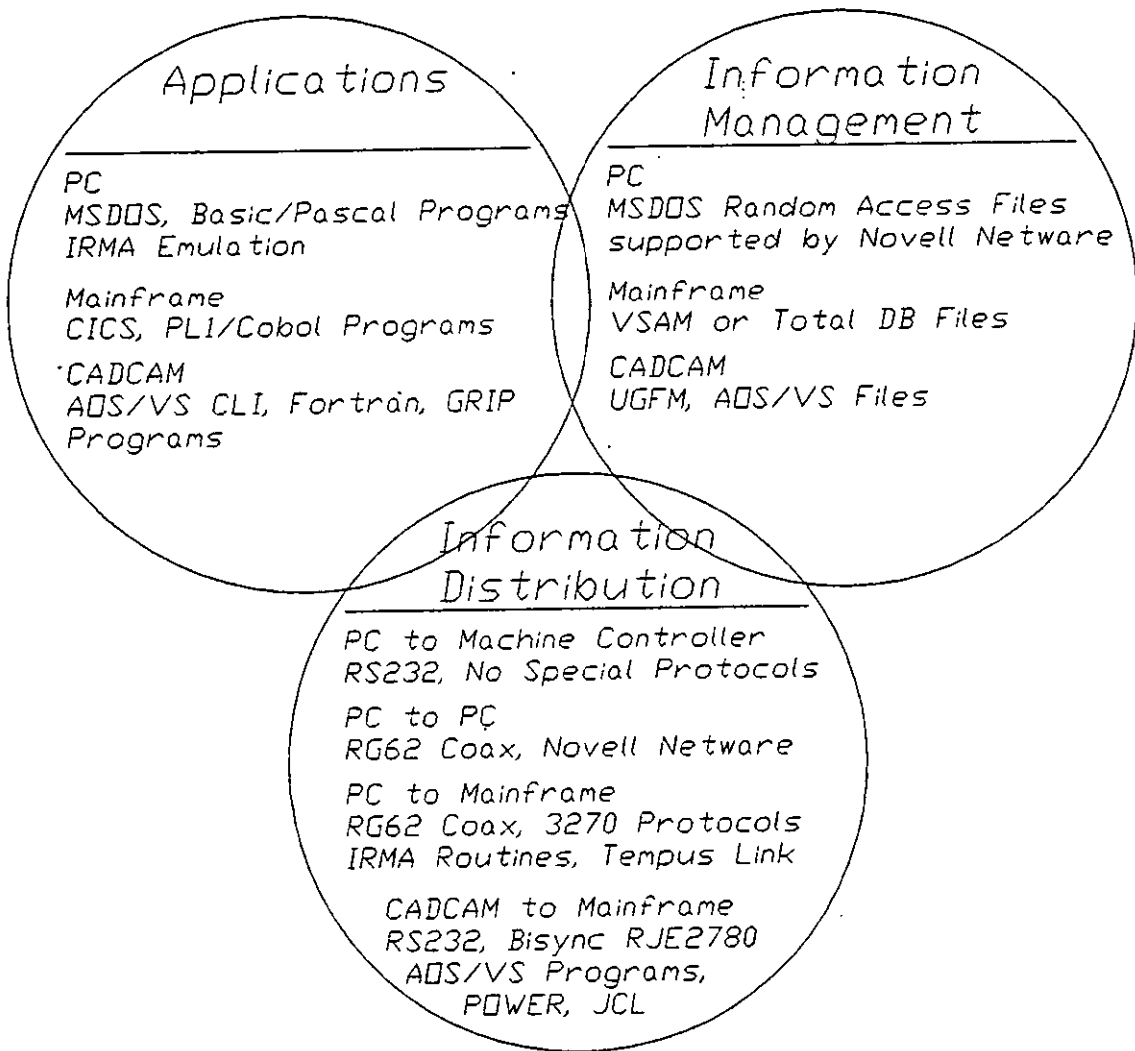 Applications
PC
MSDOS, Basic/Pascal Programs
IRMA Emulation
Mainframe
CICS, PL1/Cobol Programs
CADCAM
AOS/VS CLI, Fortran, GRIP
Programs
Information
Management
PC
MSDOS Random Access Files
supported by Novell Netware
Mainframe
VSAM or Total DB Files
CADCAM
UGFM, AOS/VS Files
Information
Distribution
PC to Machine Controller
RS232, No Special Protocols
PC to PC
RG62 Coax, Novell Netware
PC to Mainframe
RG62 Coax, 3270 Protocols
IRMA Routines, Tempus Link
CADCAM to Mainframe
RS232, Bisync RJE2780
AOS/VS Programs,
POWER, JCL